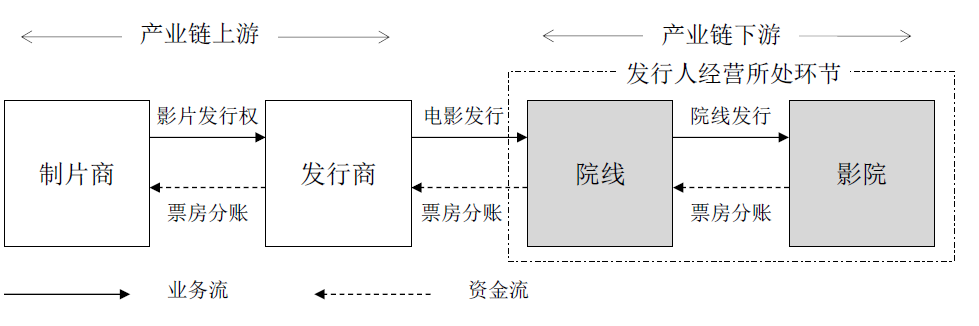 产业链上游
产业链下游
发行人经营所处环节
影片发行权
电影发行
院线发行
制片商
发行商
院线
影院
票房分账
票房分账
票房分账
业务流
资金流